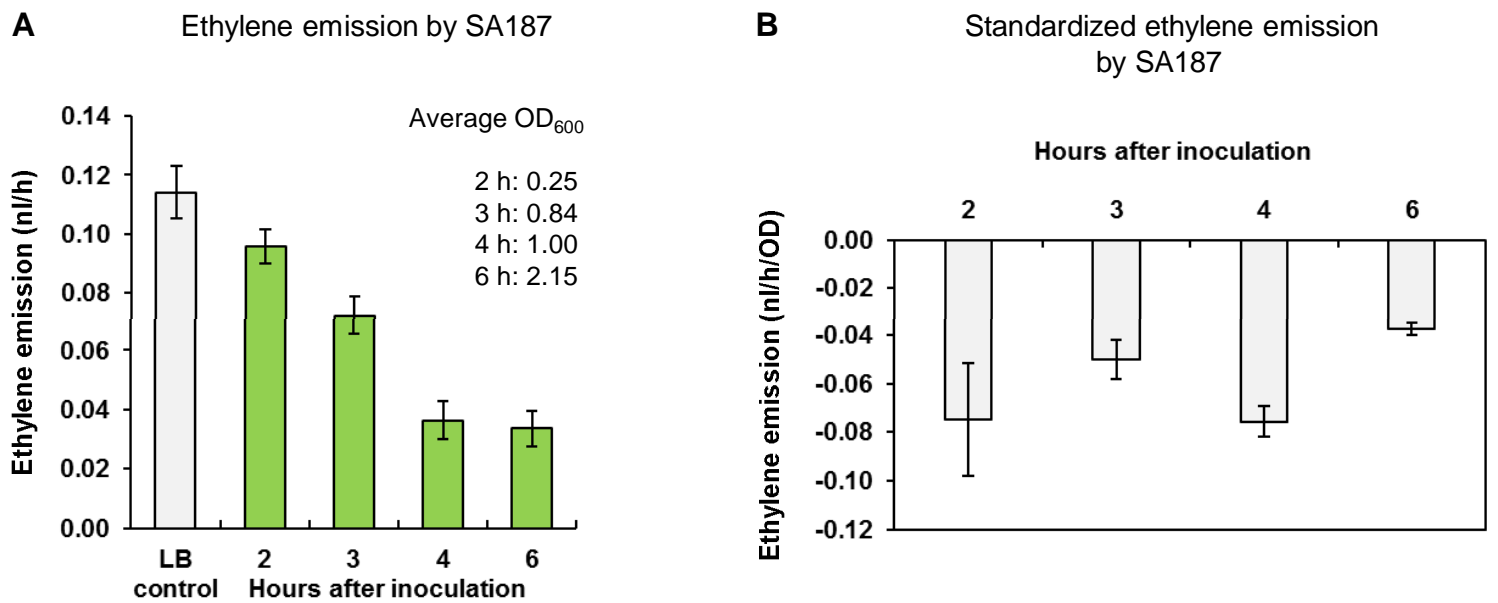 A
Ethylene emission by SA187
Ethylene emission (nl/h)
0.14
0.12
0.10
0.08
0.06
0.04
0.02
0.00
Average OD600
2 h: 0.25
3 h: 0.84
4 h: 1.00
6 h: 2.15
LB control
2
3
4
6
Hours after inoculation
B
Standardized ethylene emission
by SA187
Hours after inoculation
2
3
4
6
Ethylene emission (nl/h/OD)
0.00
-0.02
-0.04
-0.06
-0.08
-0.10
-0.12